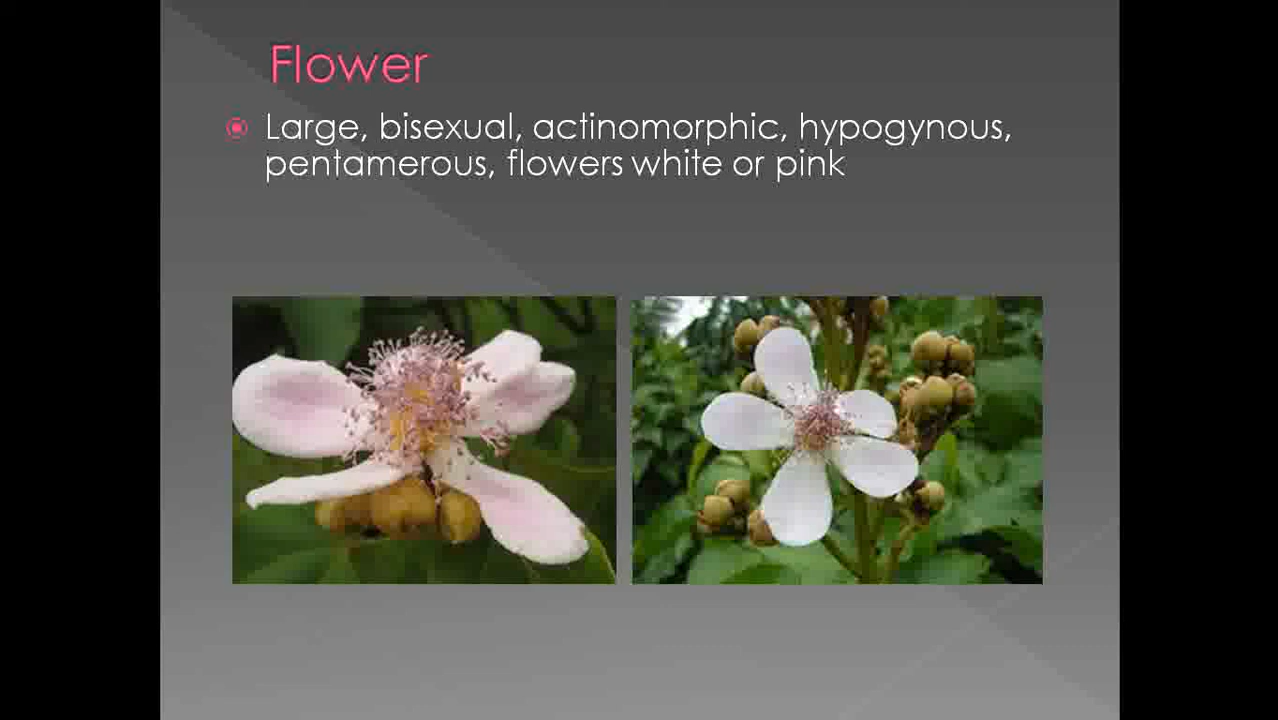 Flower
Large, bisexual, actinomorphic, hypogynous,
pentamerous, flowers white or pink